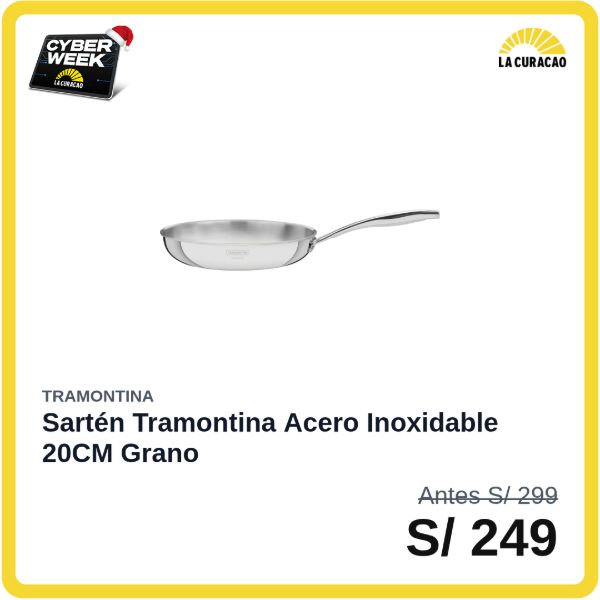 CYBER
WEEK
LA CURACAO
LA CURACAO
TRAMONTINA
Sartén Tramontina Acero Inoxidable
20CM Grano
Antes S/ 299
S/ 249